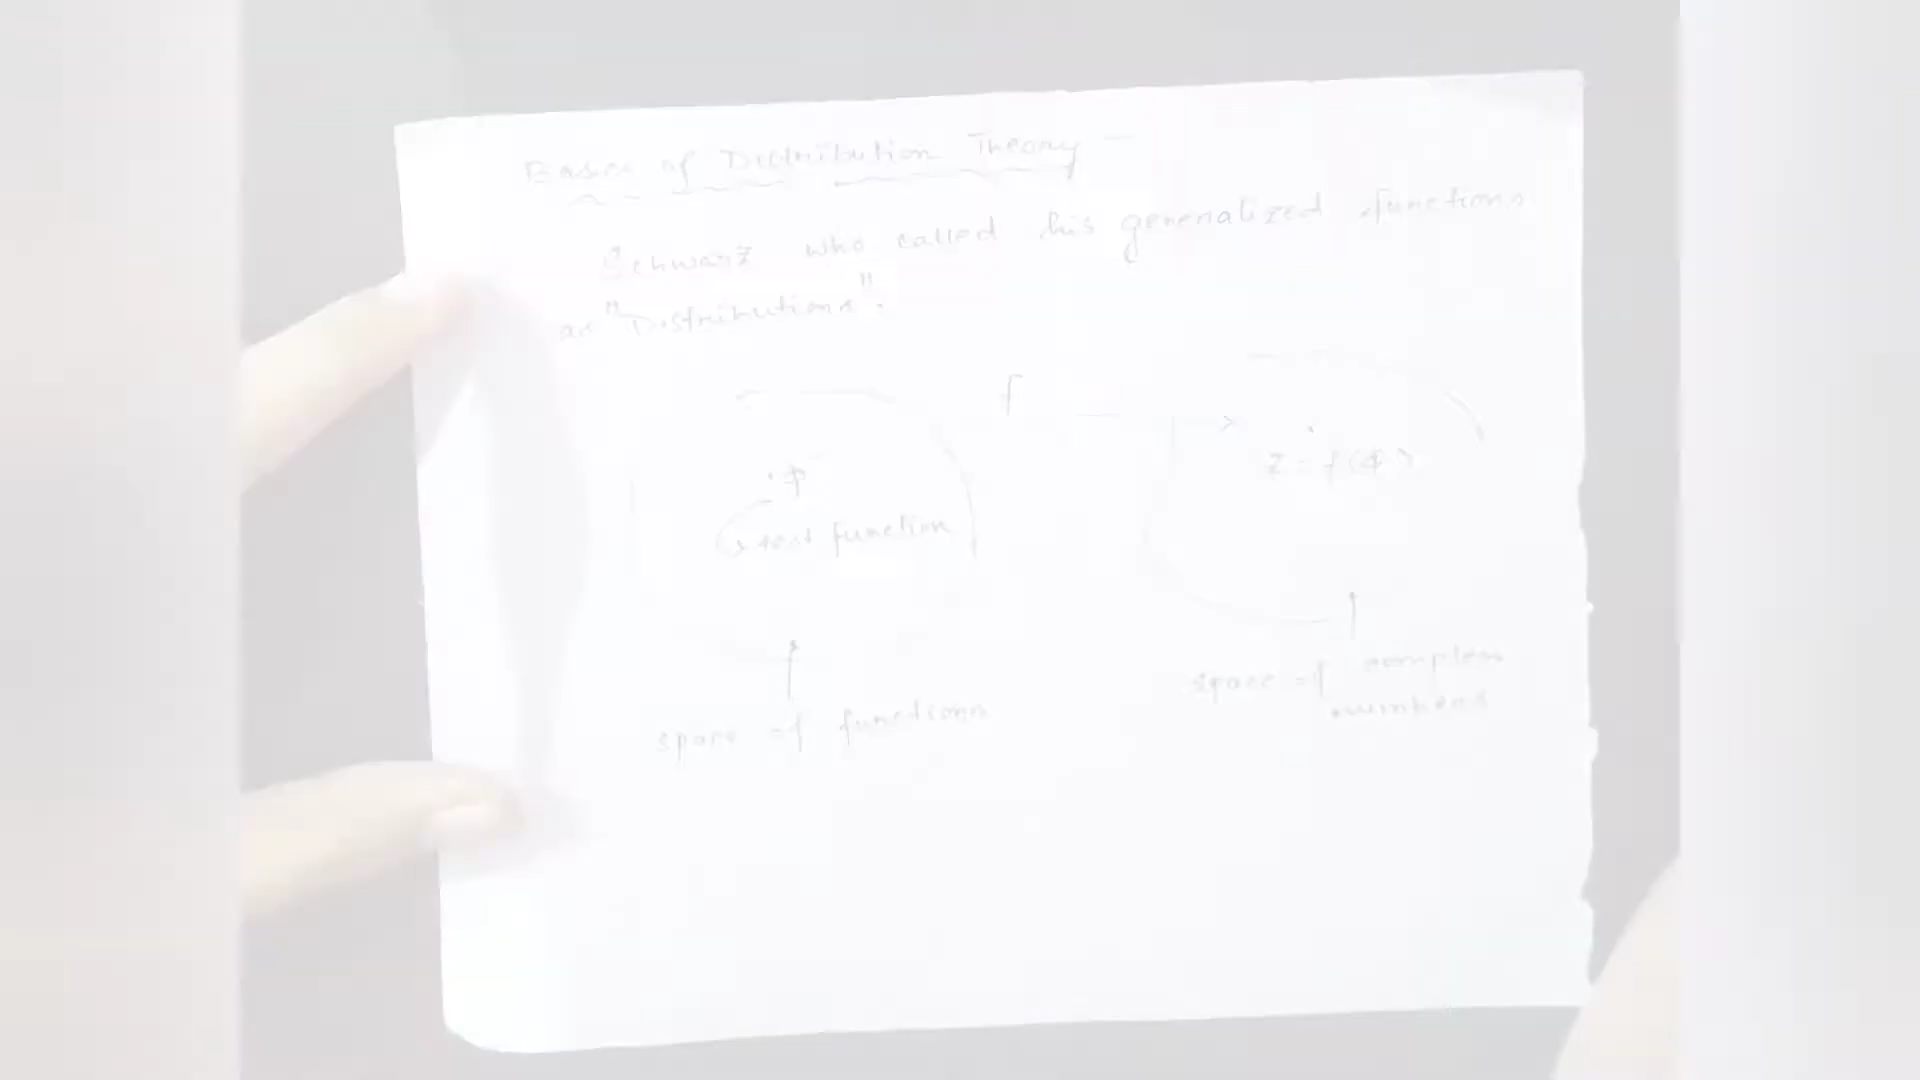 Basics of Distribution Theory -
Schwarz who called his generalized functions
as "Distributions".
f
φ
z = f(φ)
test function
space of functions
space of complex
numbers